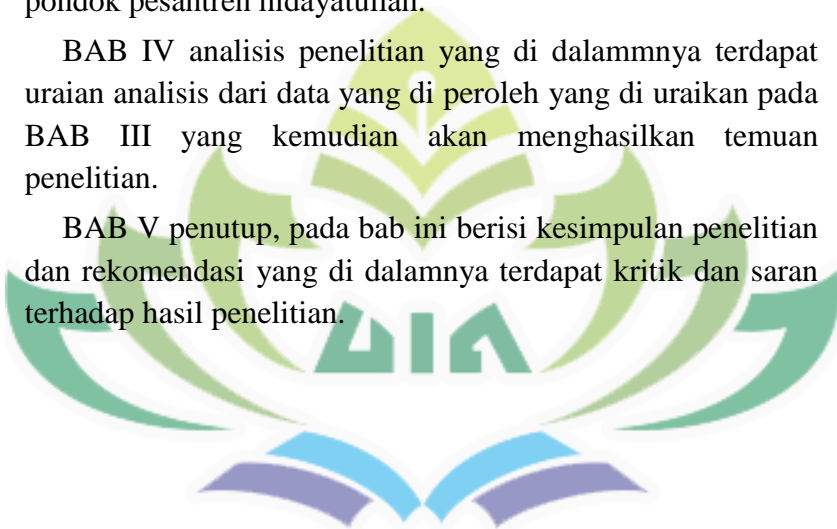 pondok pesantren hidayatullah.
BAB IV analisis penelitian yang di dalammnya terdapat
uraian analisis dari data yang di peroleh yang di uraikan pada
BAB III yang kemudian akan menghasilkan temuan
penelitian.
BAB V penutup, pada bab ini berisi kesimpulan penelitian
dan rekomendasi yang di dalamnya terdapat kritik dan saran
terhadap hasil penelitian.